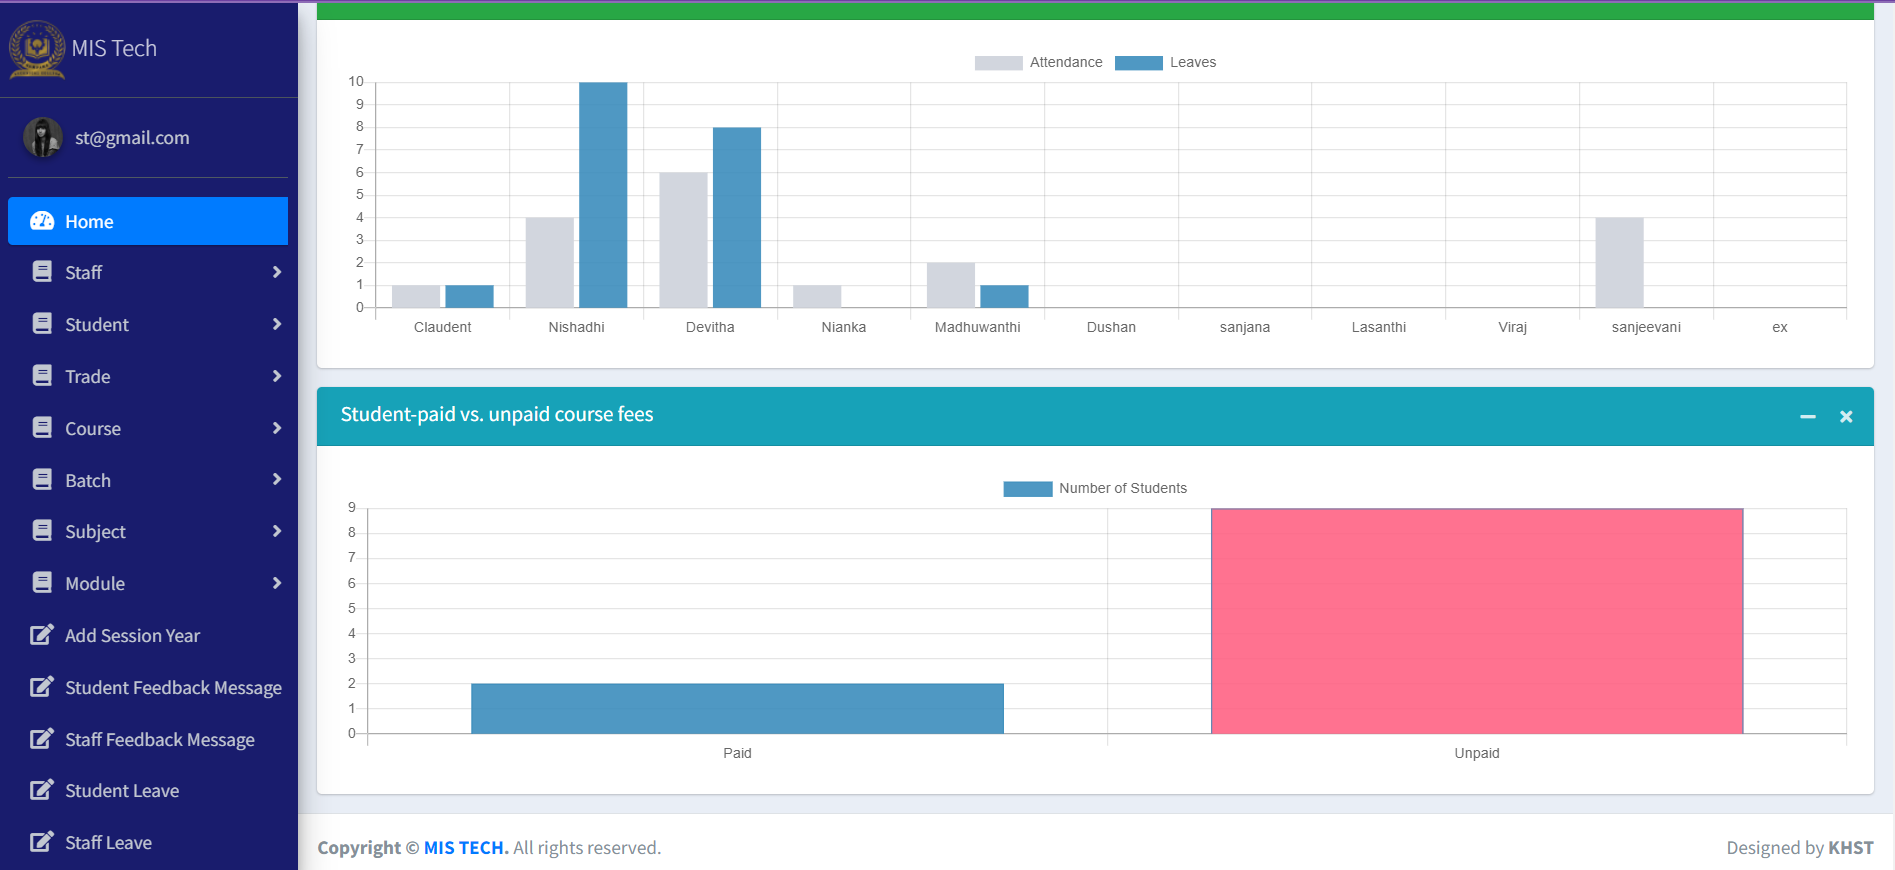 MIS Tech
st@gmail.com
Home
Staff
Student
Trade
Course
Batch
Subject
Module
Add Session Year
Student Feedback Message
Staff Feedback Message
Student Leave
Staff Leave
Attendance Leaves
10
9
8
7
6
5
4
3
2
1
0
Claudent Nishadhi Devitha Nianka Madhuwanthi Dushan sanjana Lasanthi Viraj sanjeevani ex
Student-paid vs. unpaid course fees
Number of Students
9
8
7
6
5
4
3
2
1
0
Paid Unpaid
Copyright © MIS TECH. All rights reserved. Designed by KHST